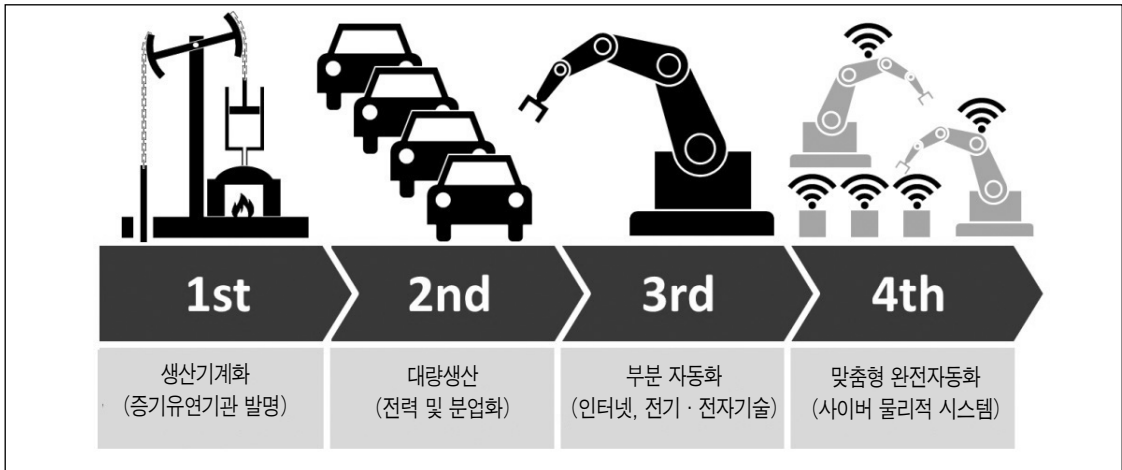 1st
2nd
3rd
4th
생산기계화
(증기유연기관 발명)
대량생산
(전력 및 분업화)
부분 자동화
(인터넷, 전기 · 전자기술)
맞춤형 완전자동화
(사이버 물리적 시스템)